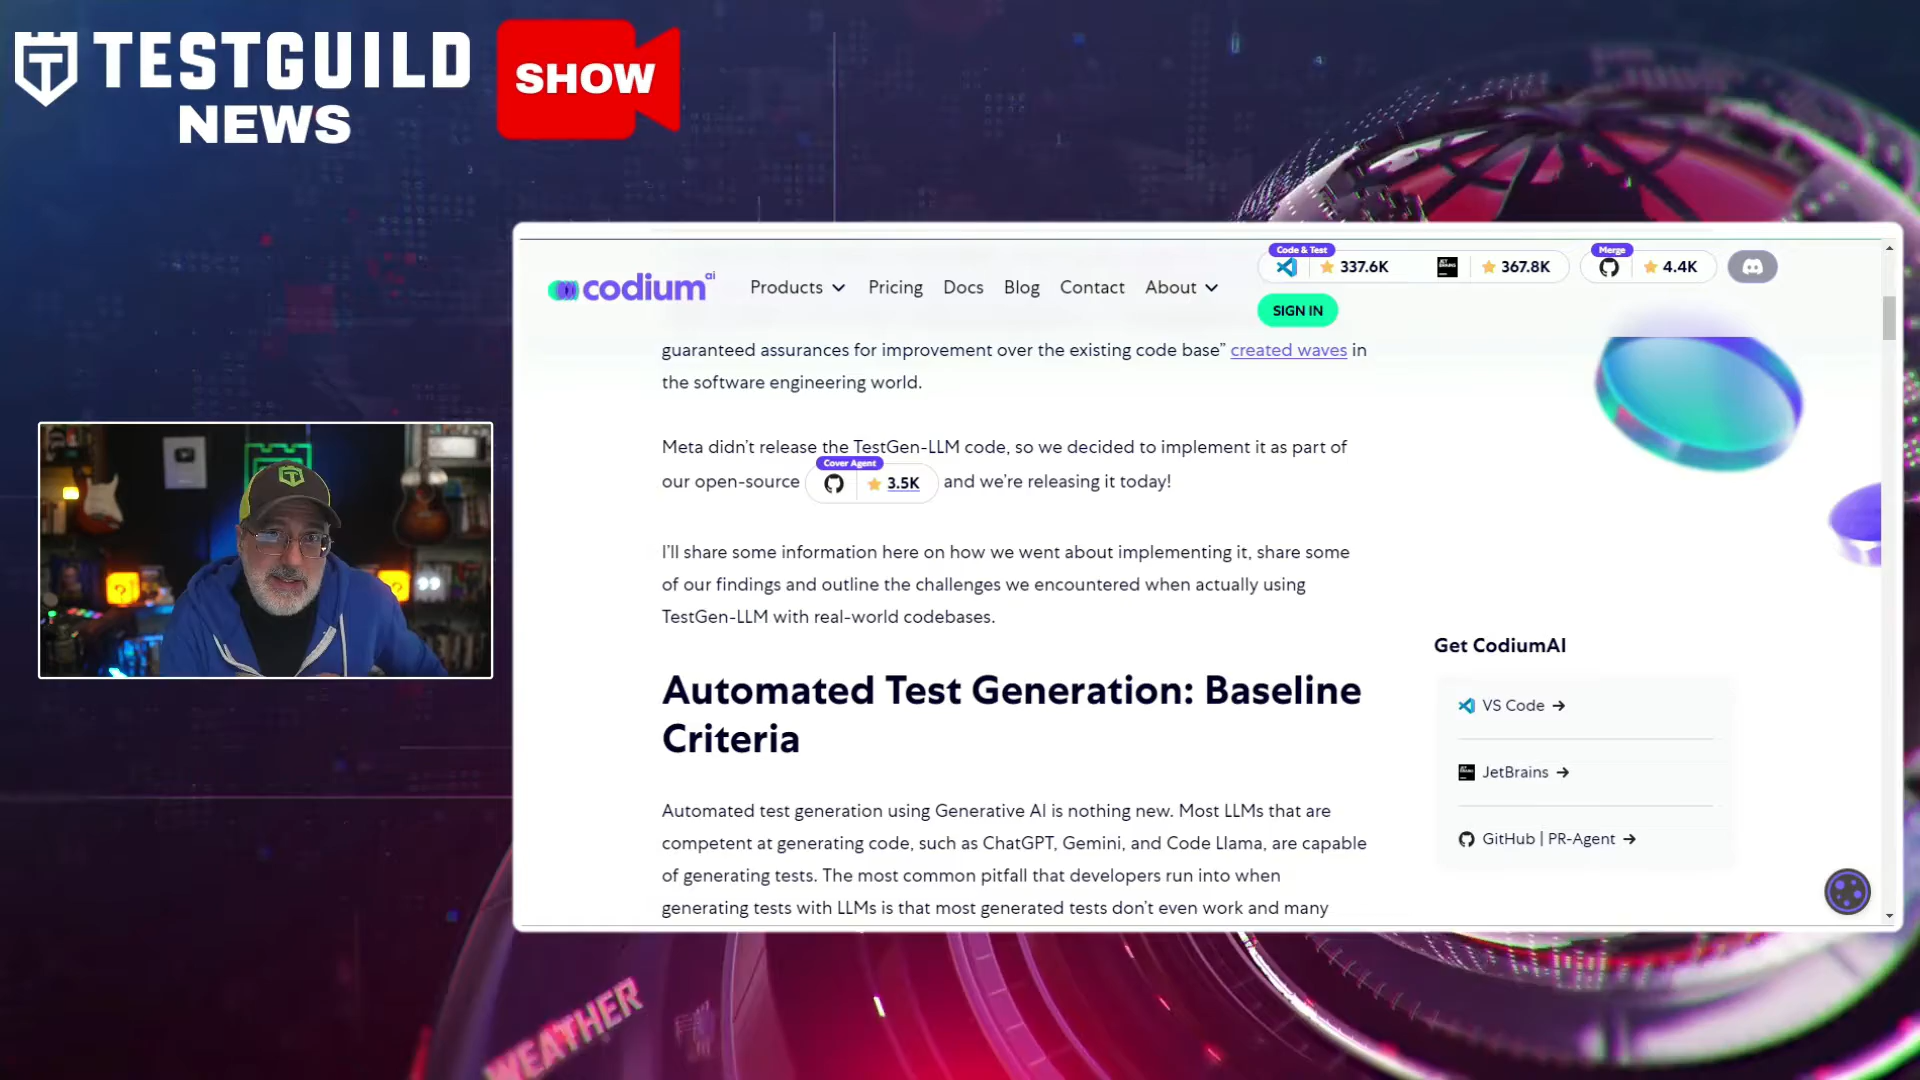 TESTGUILD
NEWS
SHOW
codium ai
Products
Pricing
Docs
Blog
Contact
About
Code & Test
337.6K
367.8K
Merge
4.4K
SIGN IN
guaranteed assurances for improvement over the existing code base” created waves in
the software engineering world.
Meta didn’t release the TestGen-LLM code, so we decided to implement it as part of
our open-source Cover Agent 3.5K and we’re releasing it today!
I’ll share some information here on how we went about implementing it, share some
of our findings and outline the challenges we encountered when actually using
TestGen-LLM with real-world codebases.
Automated Test Generation: Baseline
Criteria
Automated test generation using Generative AI is nothing new. Most LLMs that are
competent at generating code, such as ChatGPT, Gemini, and Code Llama, are capable
of generating tests. The most common pitfall that developers run into when
generating tests with LLMs is that most generated tests don’t even work and many
Get CodiumAI
VS Code →
JetBrains →
GitHub | PR-Agent →
WEATHER